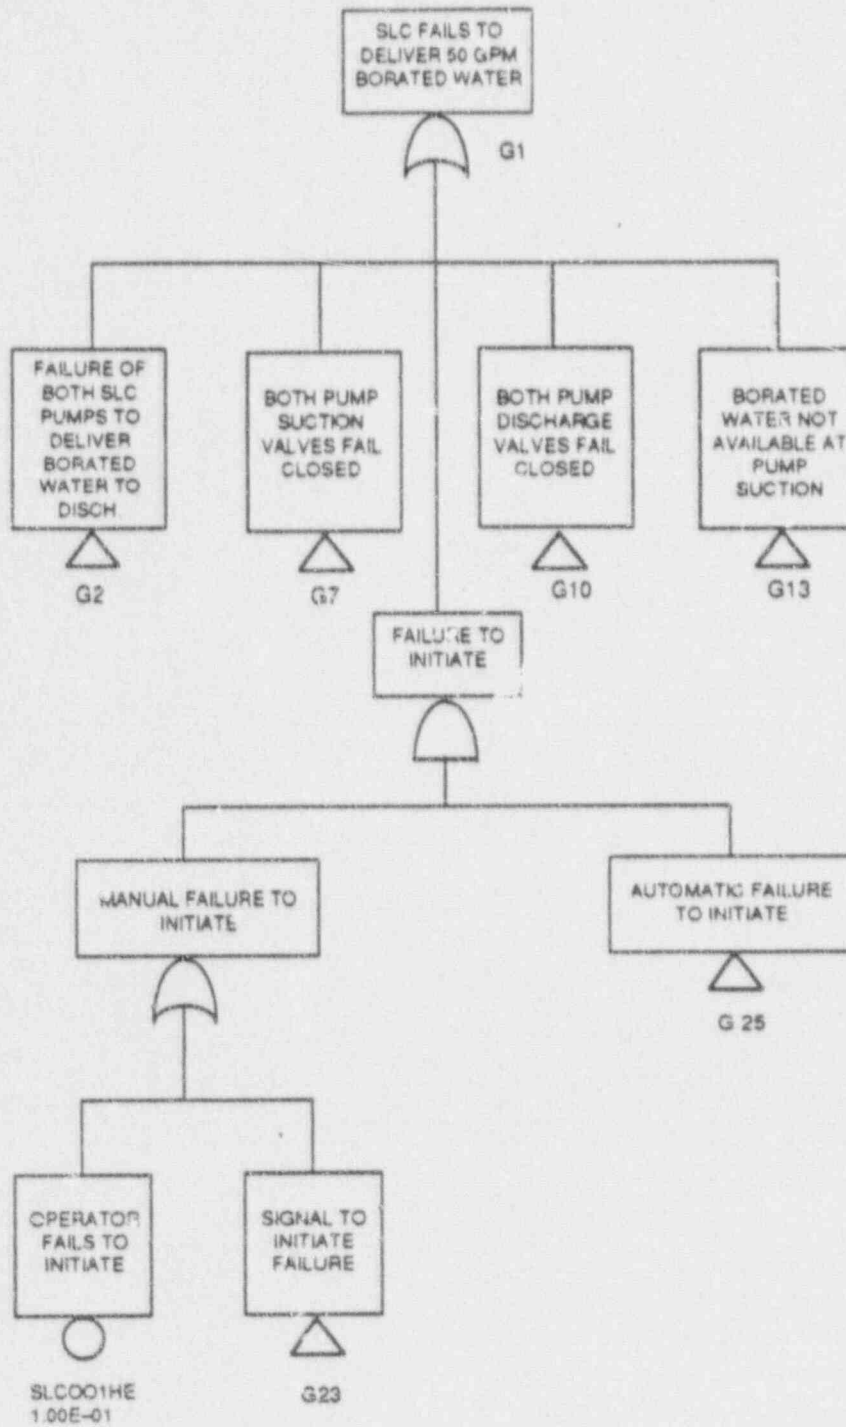 SLC FAILS TO
DELIVER 50 GPM
BORATED WATER
G1
FAILURE OF
BOTH SLC
PUMPS TO
DELIVER
BORATED
WATER TO
DISCH
G2
BOTH PUMP
SUCTION
VALVES FAIL
CLOSED
G7
BOTH PUMP
DISCHARGE
VALVES FAIL
CLOSED
G10
BORATED
WATER NOT
AVAILABLE AT
PUMP
SUCTION
G13
FAILURE TO
INITIATE
MANUAL FAILURE TO
INITIATE
AUTOMATIC FAILURE
TO INITIATE
G 25
OPERATOR
FAILS TO
INITIATE
SLC001HE
1.00E-01
SIGNAL TO
INITIATE
FAILURE
G23